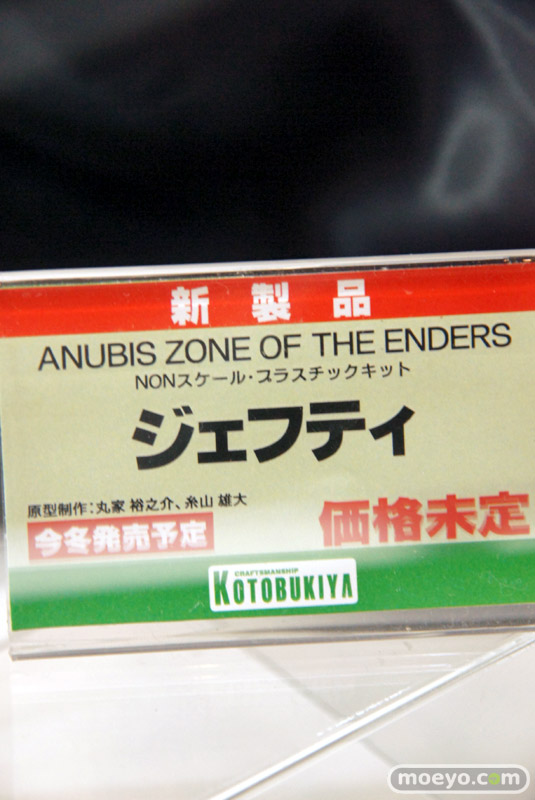 新製品
ANUBIS ZONE OF THE ENDERS
NONスケール・プラスチックキット
ジェフティ
原型制作：丸家 裕之介、糸山 雄大
今冬発売予定
価格未定
CRAFTSMANSHIP
KOTOBUKIYA
moeyo.com